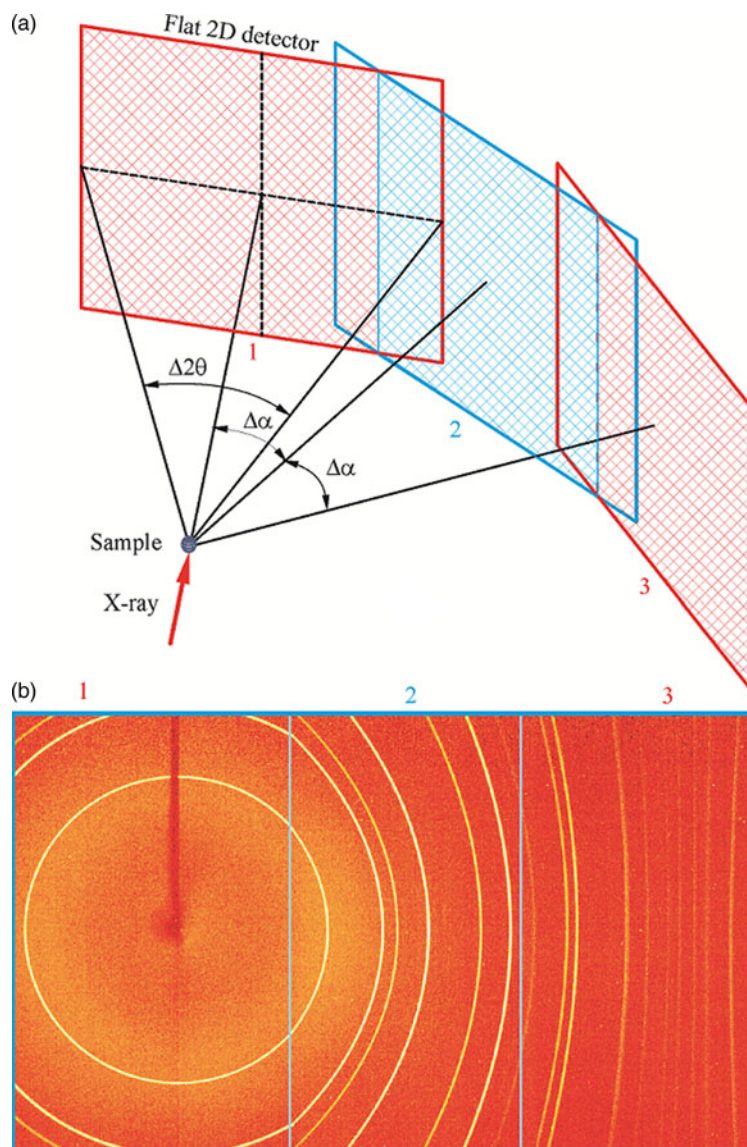 (a)
Flat 2D detector
1
Δ2θ
Δα
2
Δα
Sample
3
X-ray
(b)
1 2 3